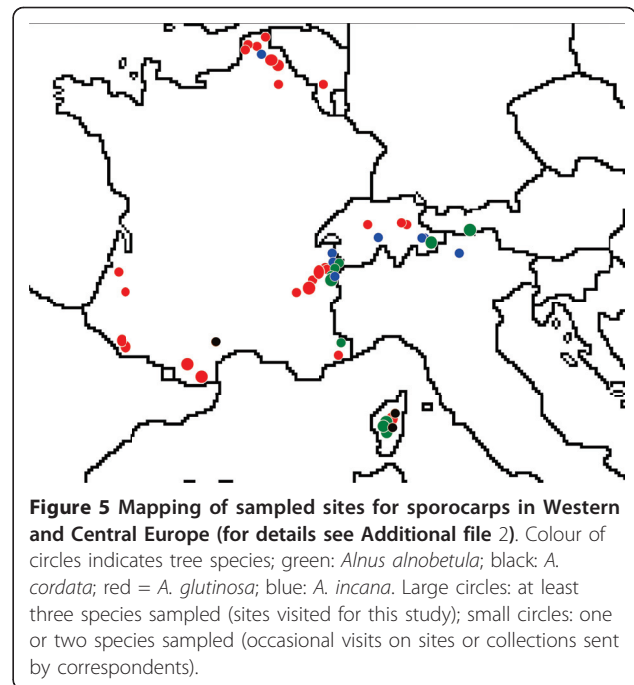 Figure 5 Mapping of sampled sites for sporocarps in Western
and Central Europe (for details see Additional file 2). Colour of
circles indicates tree species; green: Alnus alnobetula; black: A.
cordata; red = A. glutinosa; blue: A. incana. Large circles: at least
three species sampled (sites visited for this study); small circles: one
or two species sampled (occasional visits on sites or collections sent
by correspondents).